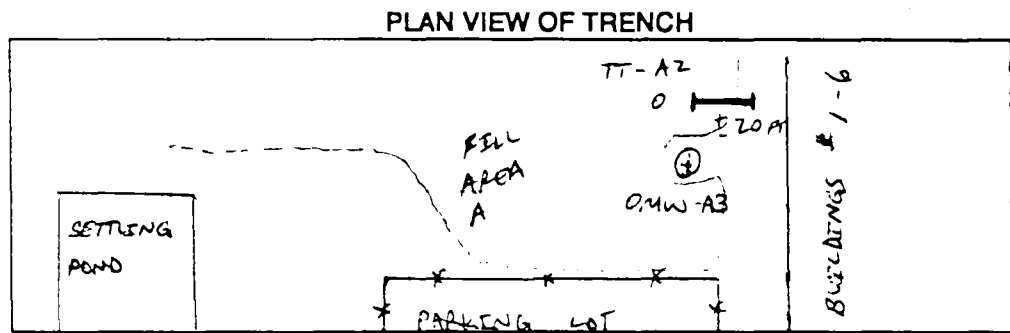 PLAN VIEW OF TRENCH
TT-A2
0
± 20 FT
FILL
AREA
A
OMW-A3
SETTLING
POND
PARKING LOT
BUILDINGS # 1-6